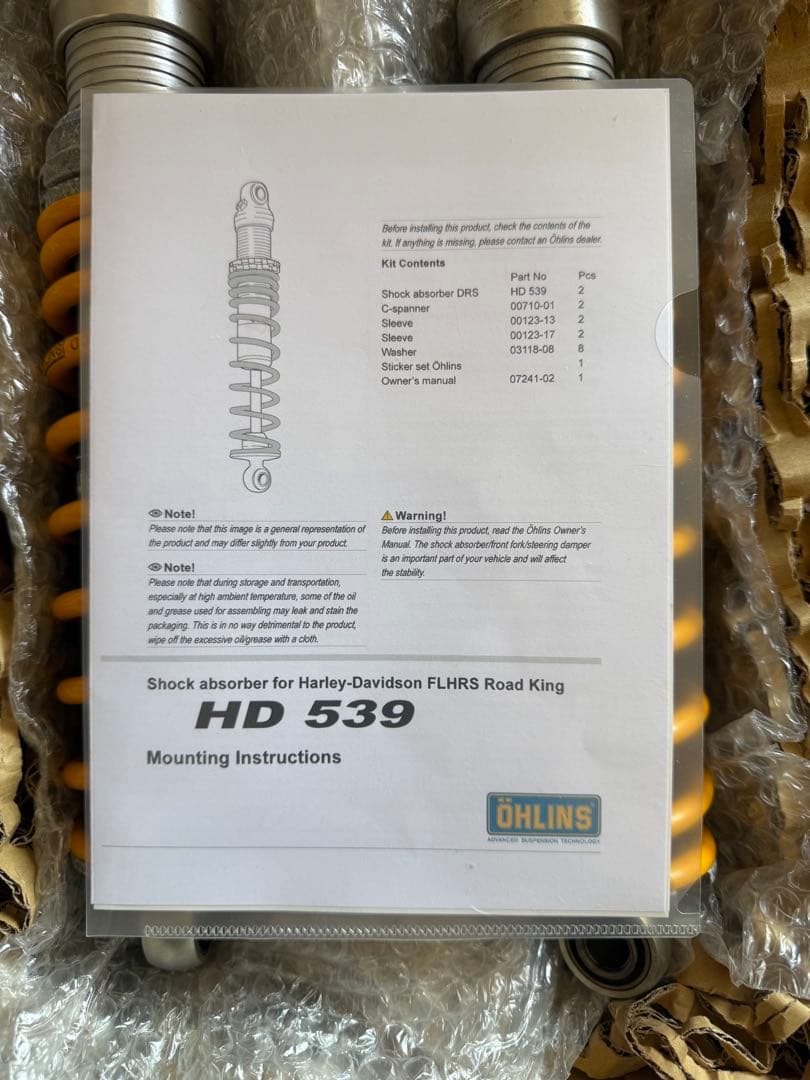 Before installing this product, check the contents of the
kit. If anything is missing, please contact an Öhlins dealer.
Kit Contents
Part No Pcs
Shock absorber DRS HD 539 2
C-spanner 00710-01 2
Sleeve 00123-13 2
Sleeve 00123-17 2
Washer 03118-08 8
Sticker set Öhlins 1
Owner's manual 07241-02 1
Note!
Please note that this image is a general representation of
the product and may differ slightly from your product.
Note!
Please note that during storage and transportation,
especially at high ambient temperature, some of the oil
and grease used for assembling may leak and stain the
packaging. This is in no way detrimental to the product,
wipe off the excessive oil/grease with a cloth.
Warning!
Before installing this product, read the Öhlins Owner's
Manual. The shock absorber/front fork/steering damper
is an important part of your vehicle and will affect
the stability.
Shock absorber for Harley-Davidson FLHRS Road King
HD 539
Mounting Instructions
ÖHLINS
ADVANCED SUSPENSION TECHNOLOGY